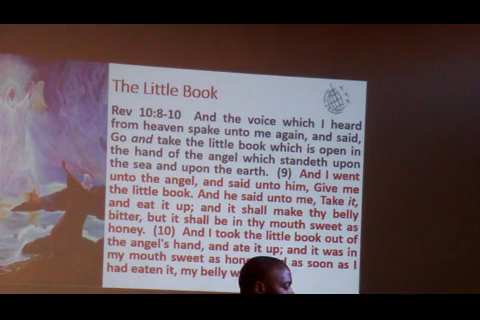 The Little Book
Rev 10:8-10 And the voice which I heard
from heaven spake unto me again, and said,
Go and take the little book which is open in
the hand of the angel which standeth upon
the sea and upon the earth. (9) And I went
unto the angel, and said unto him, Give me
the little book. And he said unto me, Take it,
and eat it up; and it shall make thy belly
bitter, but it shall be in thy mouth sweet as
honey. (10) And I took the little book out of
the angel's hand, and ate it up; and it was in
my mouth sweet as as soon as I
had eaten it, my belly